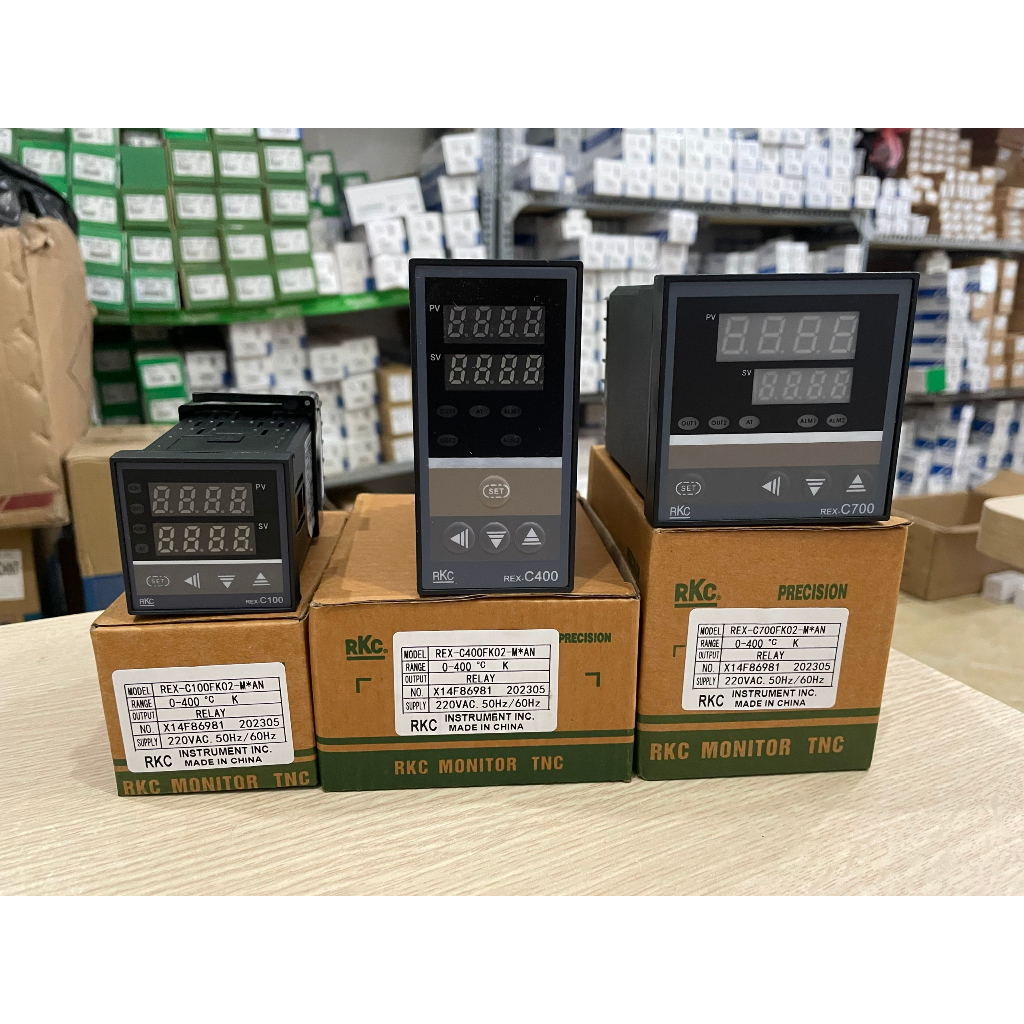 PV
SV
SET
RKC
REX-C100
PV
SV
OUT1 AT ALM1
SET
RKC
REX-C400
PV
SV
OUT1 OUT2 AT ALM1 ALM2
SET
RKC
REX-C700
MODEL REX-C100FK02-M*AN
RANGE 0-400 °C K
OUTPUT RELAY
NO. X14F86981 202305
SUPPLY 220VAC. 50Hz/60Hz
RKC INSTRUMENT INC.
MADE IN CHINA
RKC MONITOR TNC
RKC PRECISION
MODEL REX-C400FK02-M*AN
RANGE 0-400 °C K
OUTPUT RELAY
NO. X14F86981 202305
SUPPLY 220VAC. 50Hz/60Hz
RKC INSTRUMENT INC.
MADE IN CHINA
RKC MONITOR TNC
RKC PRECISION
MODEL REX-C700FK02-M*AN
RANGE 0-400 °C K
OUTPUT RELAY
NO. X14F86981 202305
SUPPLY 220VAC. 50Hz/60Hz
RKC INSTRUMENT INC.
MADE IN CHINA
RKC MONITOR TNC